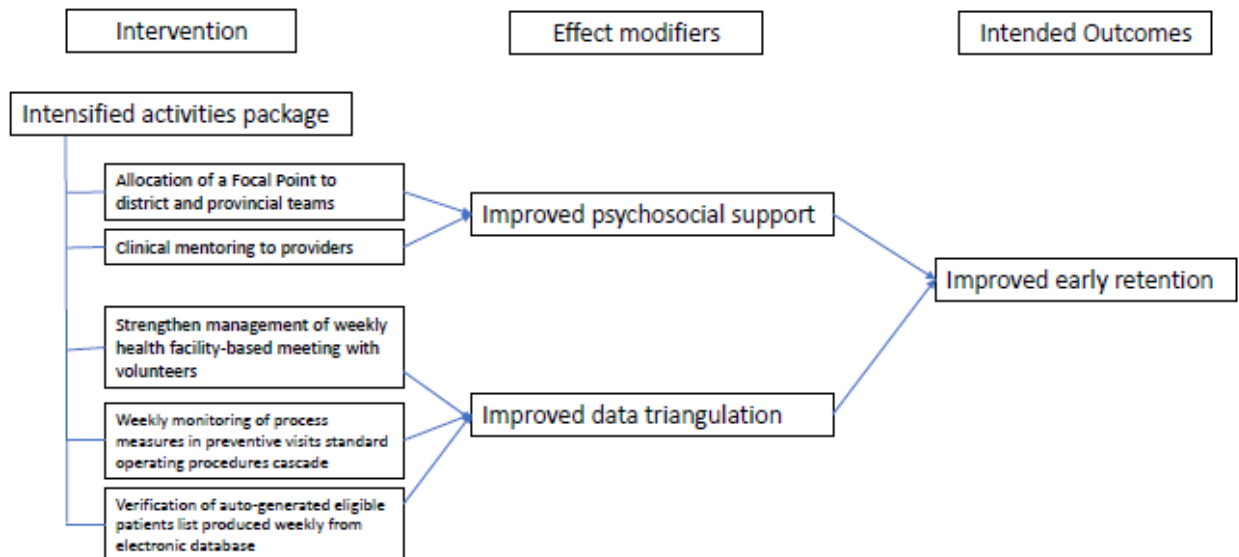 Intervention
Effect modifiers
Intended Outcomes
Intensified activities package
Allocation of a Focal Point to
district and provincial teams
Clinical mentoring to providers
Strengthen management of weekly
health facility-based meeting with
volunteers
Weekly monitoring of process
measures in preventive visits standard
operating procedures cascade
Verification of auto-generated eligible
patients list produced weekly from
electronic database
Improved psychosocial support
Improved data triangulation
Improved early retention